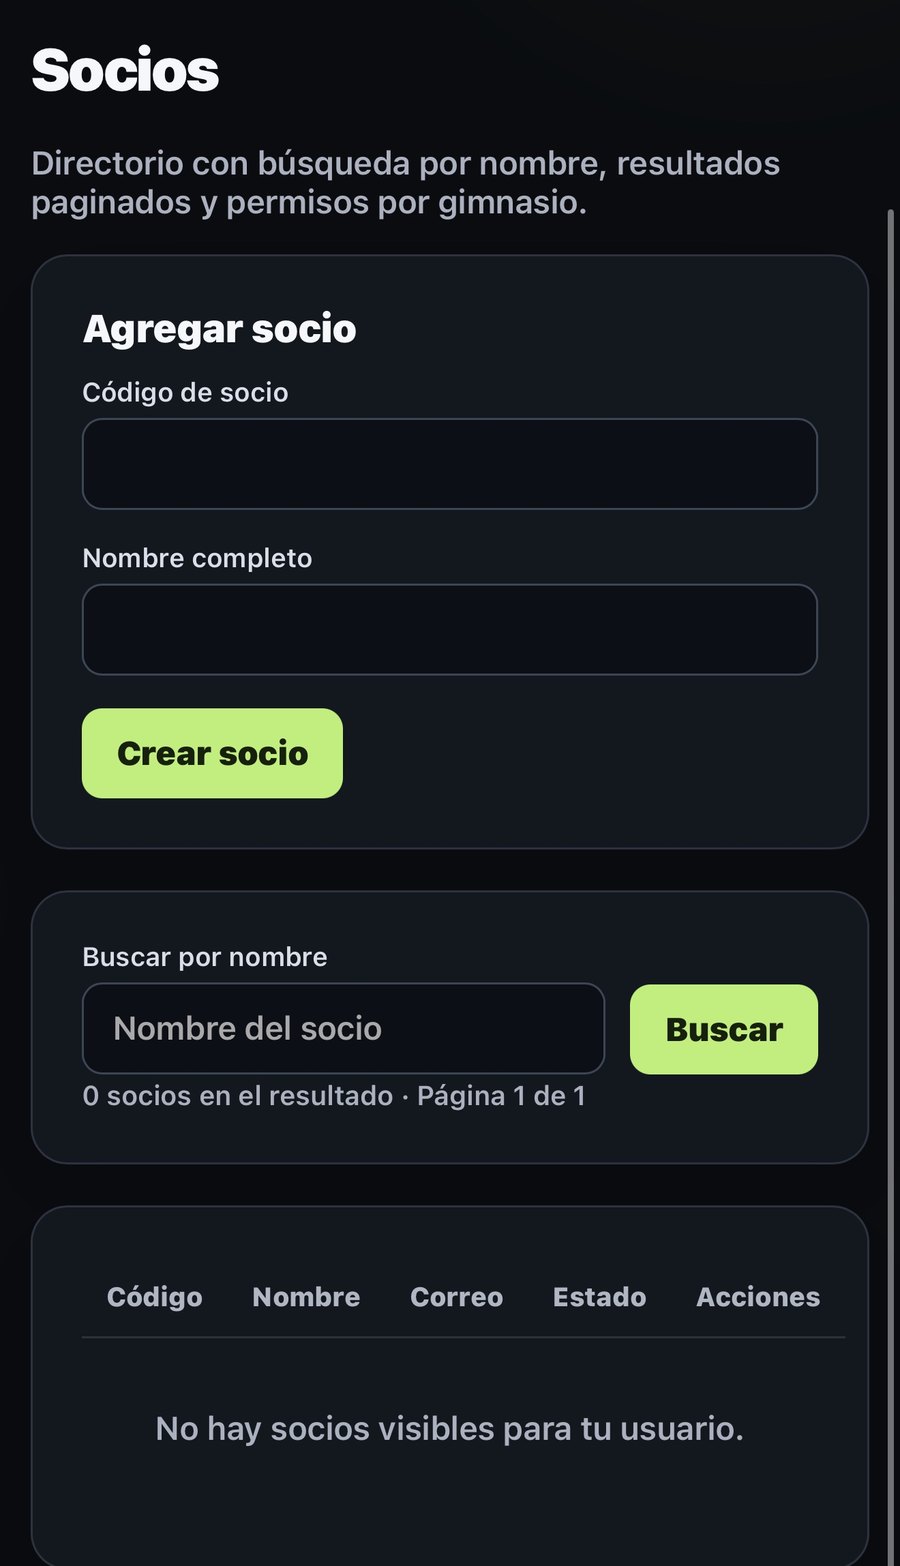 Socios
Directorio con búsqueda por nombre, resultados
paginados y permisos por gimnasio.
Agregar socio
Código de socio
Nombre completo
Crear socio
Buscar por nombre
Nombre del socio
Buscar
0 socios en el resultado · Página 1 de 1
Código Nombre Correo Estado Acciones
No hay socios visibles para tu usuario.